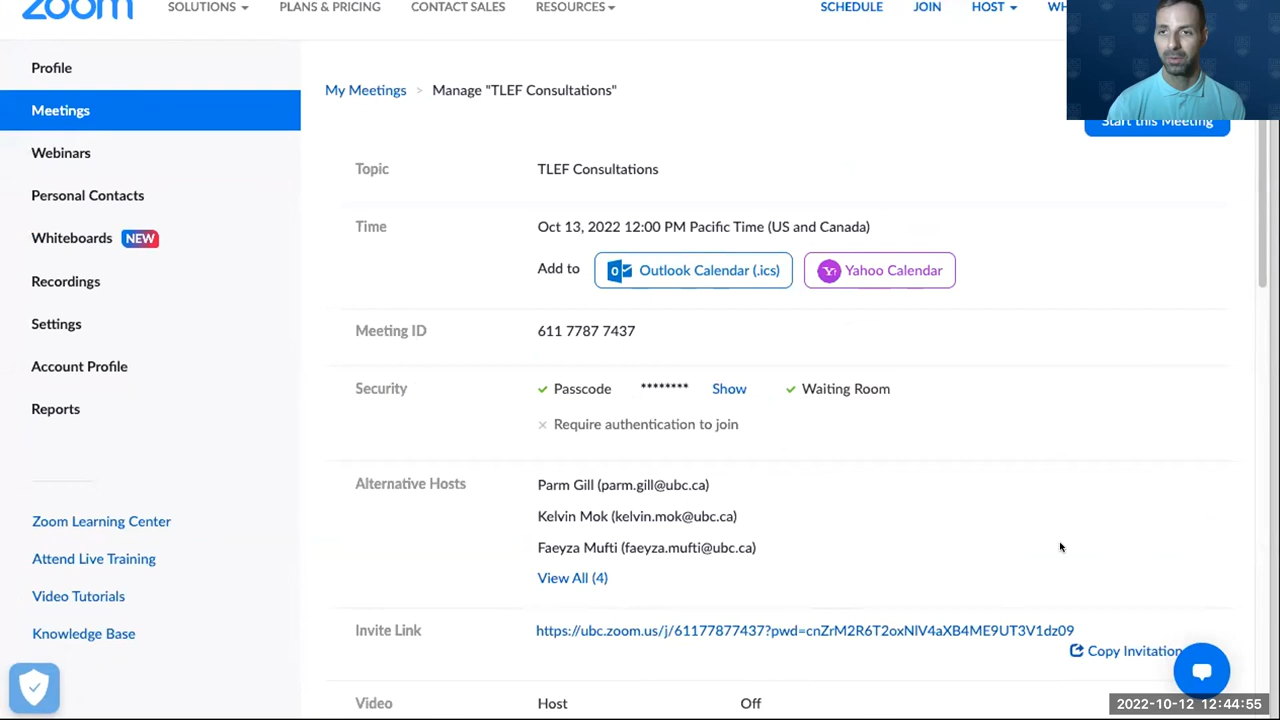 zoom
SOLUTIONS PLANS & PRICING CONTACT SALES RESOURCES SCHEDULE JOIN HOST
Profile
Meetings
Webinars
Personal Contacts
Whiteboards NEW
Recordings
Settings
Account Profile
Reports
Zoom Learning Center
Attend Live Training
Video Tutorials
Knowledge Base
My Meetings > Manage "TLEF Consultations"
Start this Meeting
Topic TLEF Consultations
Time Oct 13, 2022 12:00 PM Pacific Time (US and Canada)
Add to Outlook Calendar (.ics) Yahoo Calendar
Meeting ID 611 7787 7437
Security Passcode ******** Show Waiting Room
Require authentication to join
Alternative Hosts Parm Gill (parm.gill@ubc.ca)
Kelvin Mok (kelvin.mok@ubc.ca)
Faeyza Mufti (faeyza.mufti@ubc.ca)
View All (4)
Invite Link https://ubc.zoom.us/j/61177877437?pwd=cnZrM2R6T2oxNlV4aXB4ME9UT3V1dz09
Copy Invitation
Video Host Off
2022-10-12 12:44:55